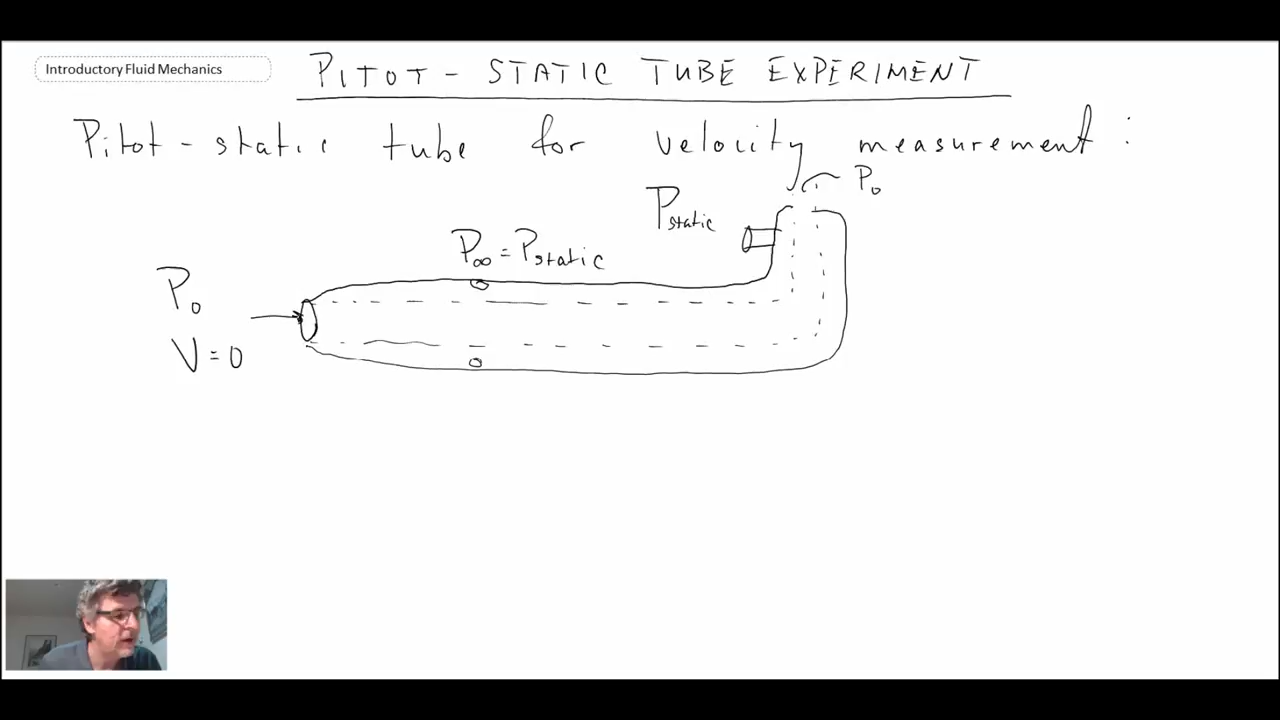 Introductory Fluid Mechanics
PITOT - STATIC TUBE EXPERIMENT
Pitot - static tube for velocity measurement :
P₀
Pstatic
P∞ = Pstatic
P₀
V = 0